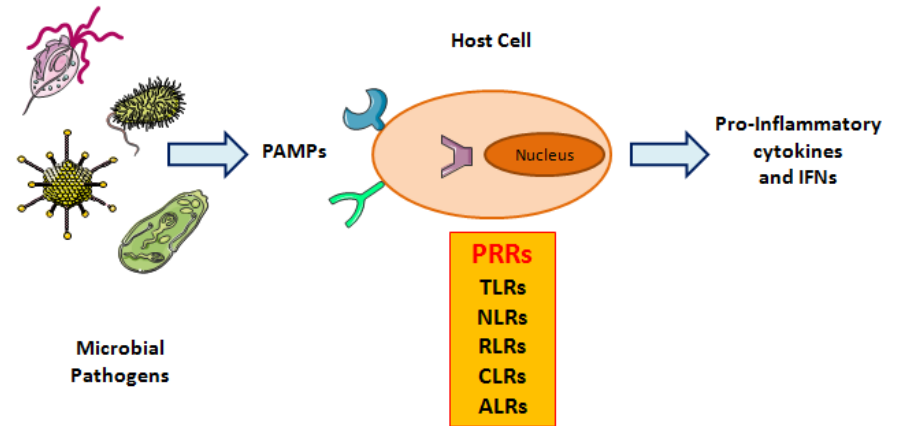 Host Cell
PAMPs
Nucleus
Pro-Inflammatory
cytokines
and IFNs
PRRs
TLRs
NLRs
RLRs
CLRs
ALRs
Microbial
Pathogens